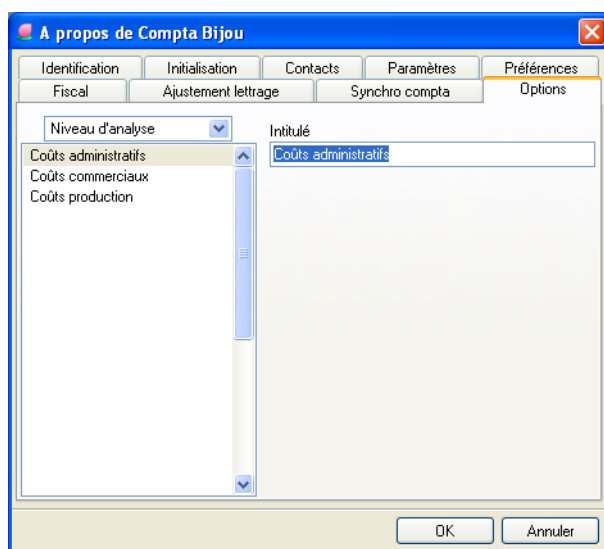 A propos de Compta Bijou
Identification Initialisation Contacts Paramètres Préférences
Fiscal Ajustement lettrage Synchro compta Options
Niveau d'analyse
Intitulé
Coûts administratifs
Coûts administratifs
Coûts commerciaux
Coûts production
OK Annuler